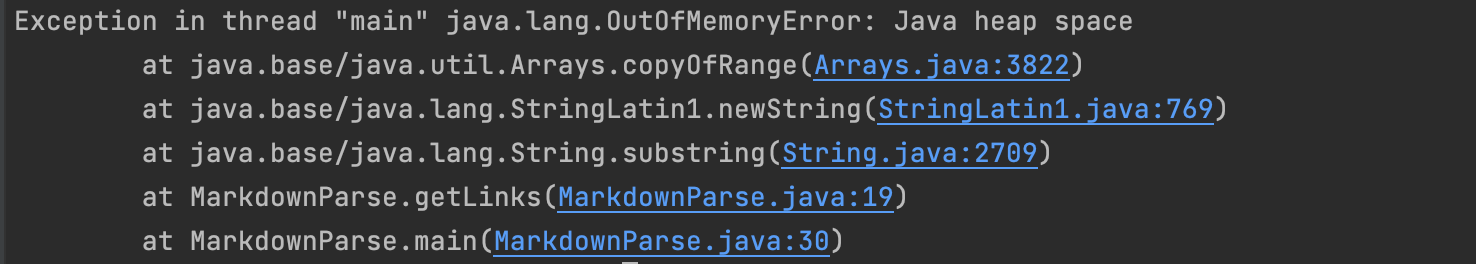 Exception in thread "main" java.lang.OutOfMemoryError: Java heap space
at java.base/java.util.Arrays.copyOfRange(Arrays.java:3822)
at java.base/java.lang.StringLatin1.newString(StringLatin1.java:769)
at java.base/java.lang.String.substring(String.java:2709)
at MarkdownParse.getLinks(MarkdownParse.java:19)
at MarkdownParse.main(MarkdownParse.java:30)